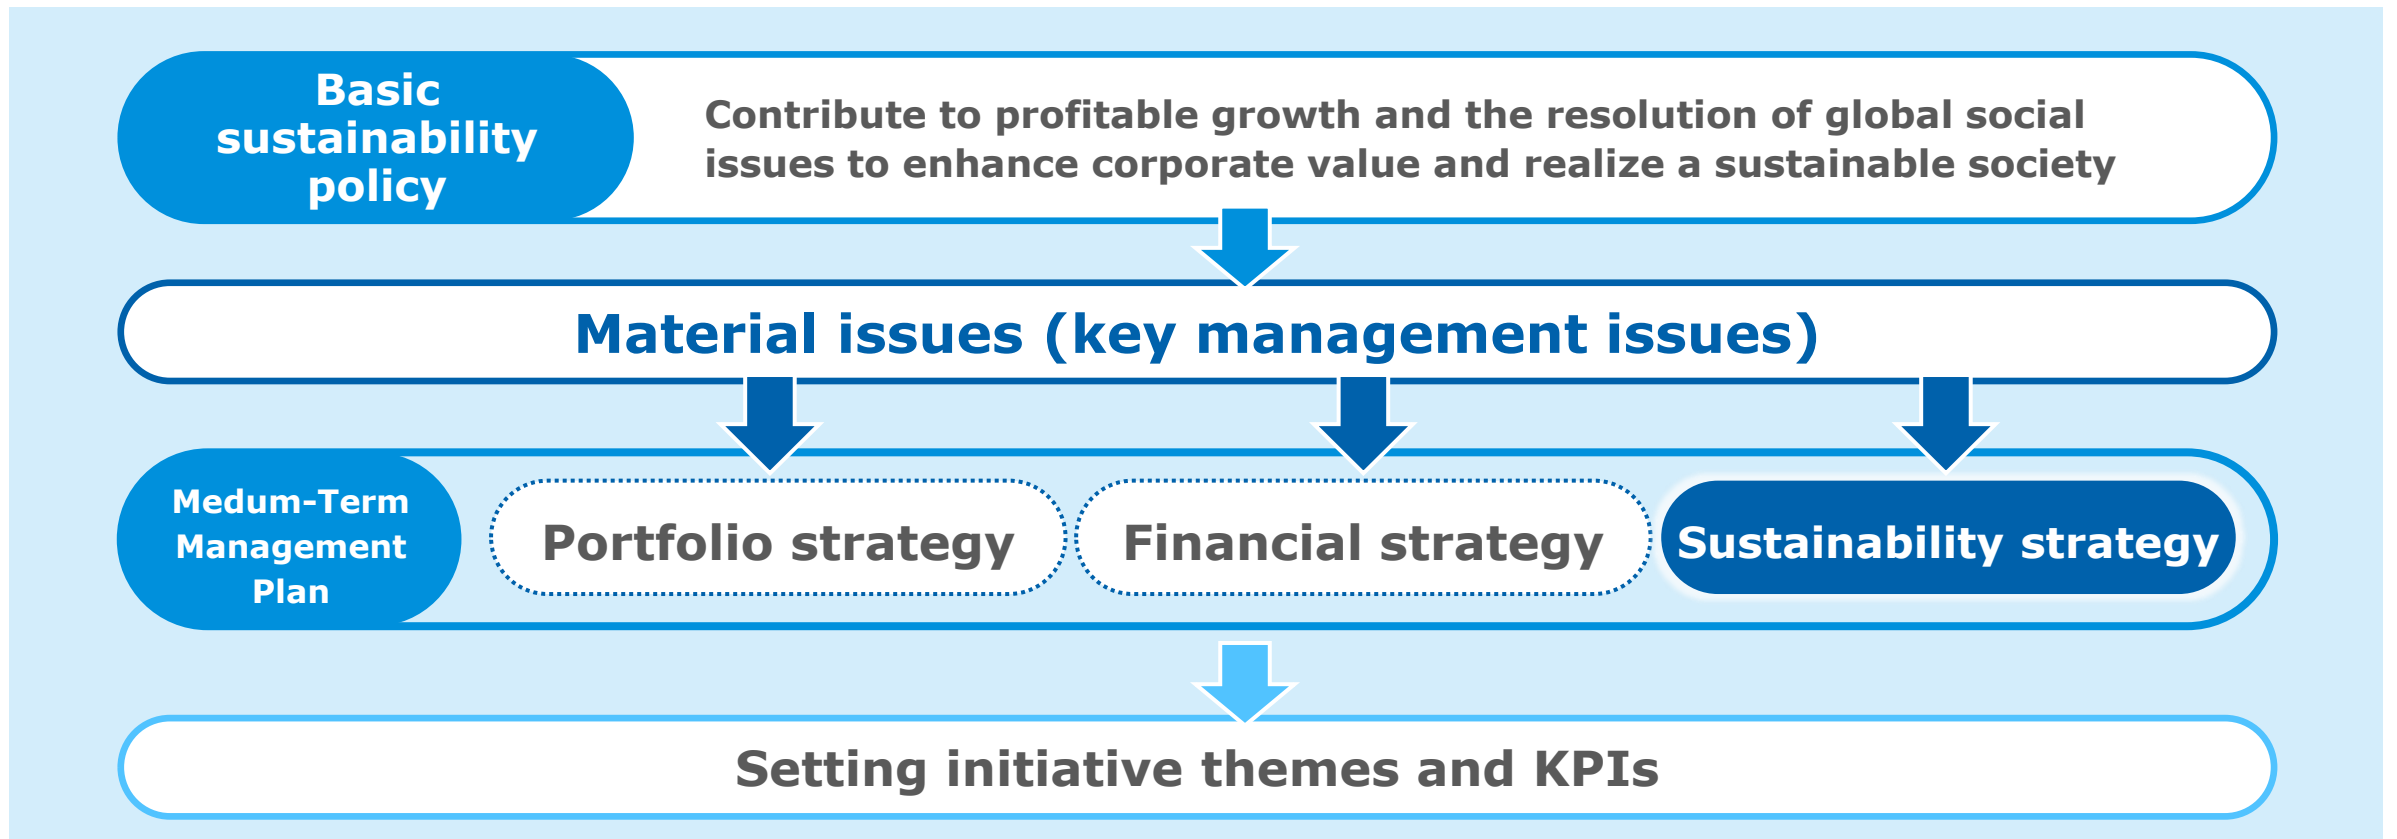 Basic
sustainability
policy
Contribute to profitable growth and the resolution of global social
issues to enhance corporate value and realize a sustainable society
Material issues (key management issues)
Medum-Term
Management
Plan
Portfolio strategy
Financial strategy
Sustainability strategy
Setting initiative themes and KPIs